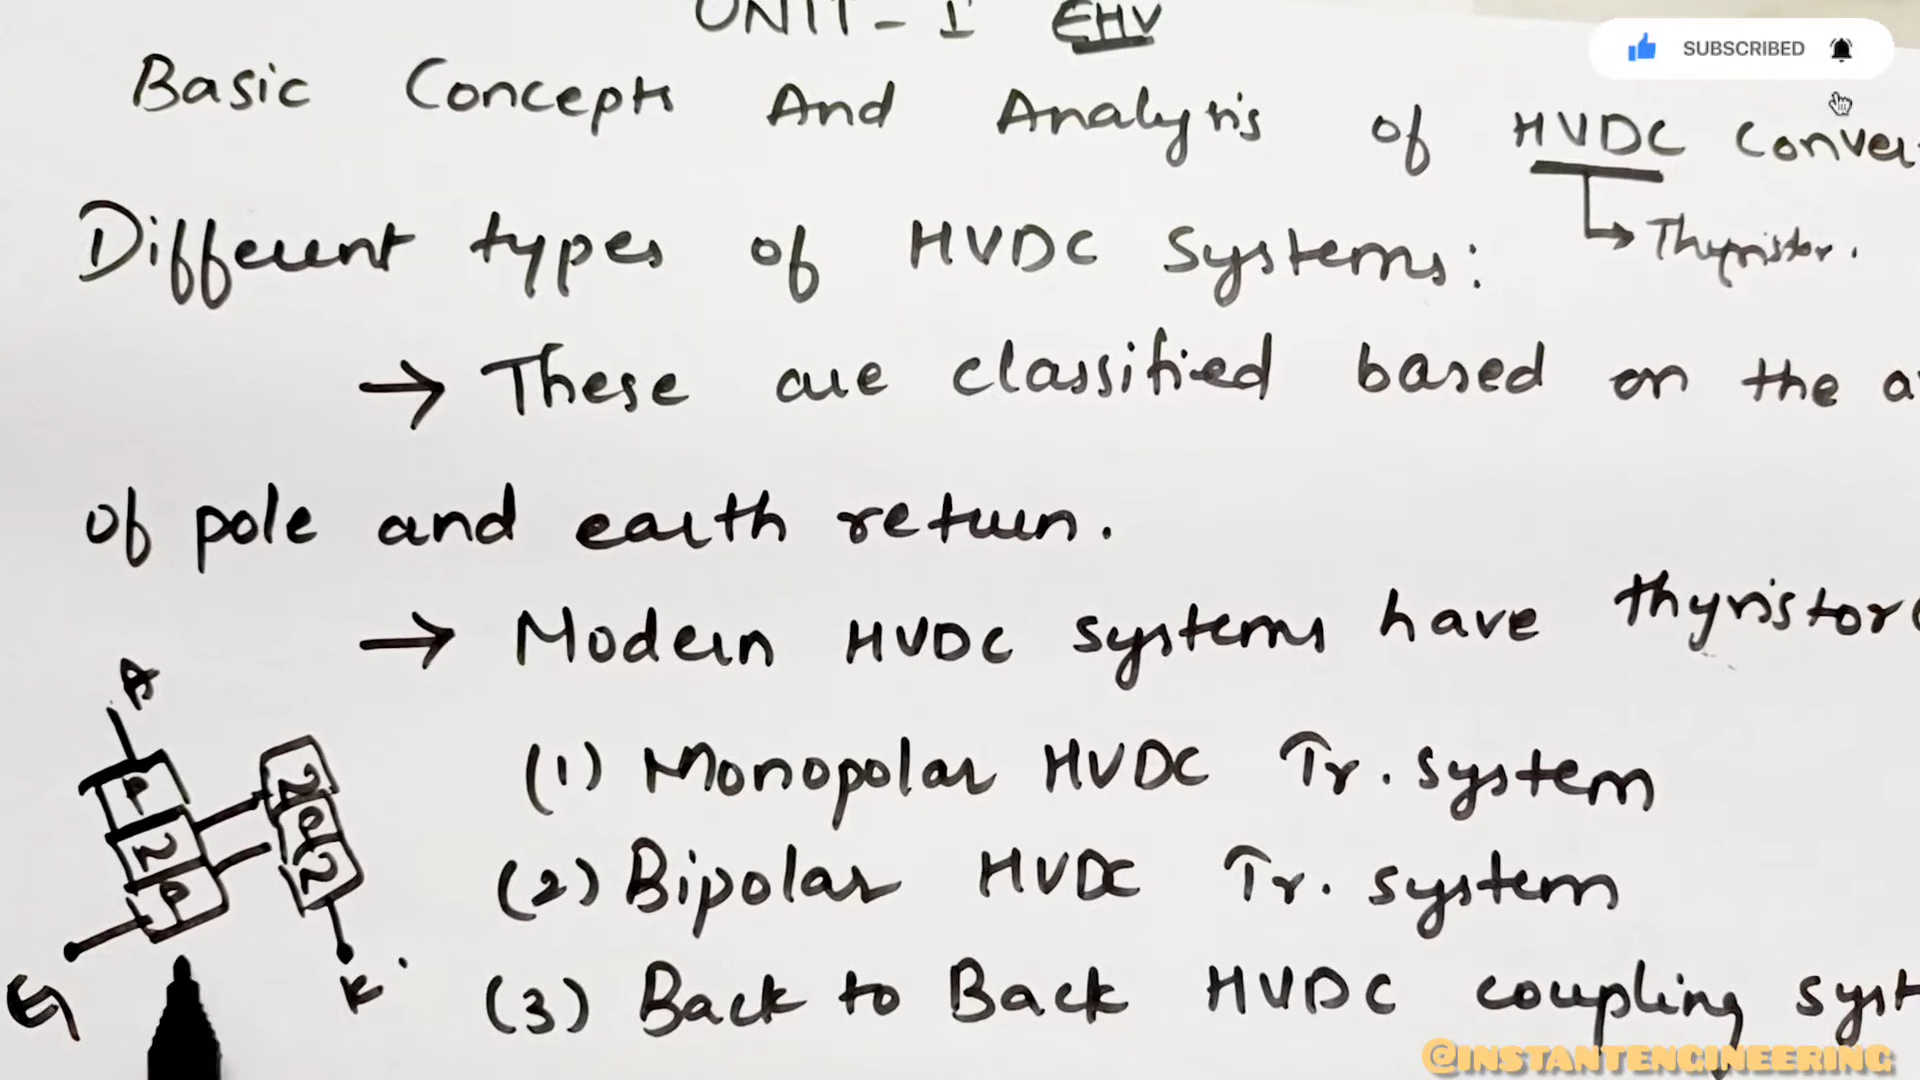 UNIT - I EHV
SUBSCRIBED
Basic Concepts And Analysis of HVDC Conver
Thyristor.
Different types of HVDC Systems:
→ These are classified based on the a
of pole and earth return.
→ Modern HVDC systems have thyristor
(1) Monopolar HVDC Tr. system
(2) Bipolar HVDC Tr. system
(3) Back to Back HVDC coupling syst
A
P
n
P
n
P
n
G
K
@INSTANTENGINEERING